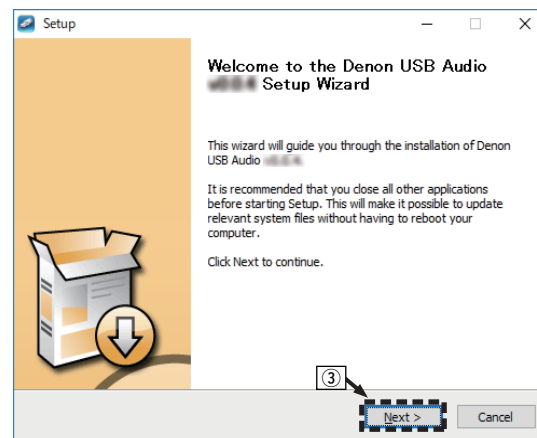 Setup
Welcome to the Denon USB Audio
Setup Wizard
This wizard will guide you through the installation of Denon
USB Audio
It is recommended that you close all other applications
before starting Setup. This will make it possible to update
relevant system files without having to reboot your
computer.
Click Next to continue.
③
Next >
Cancel